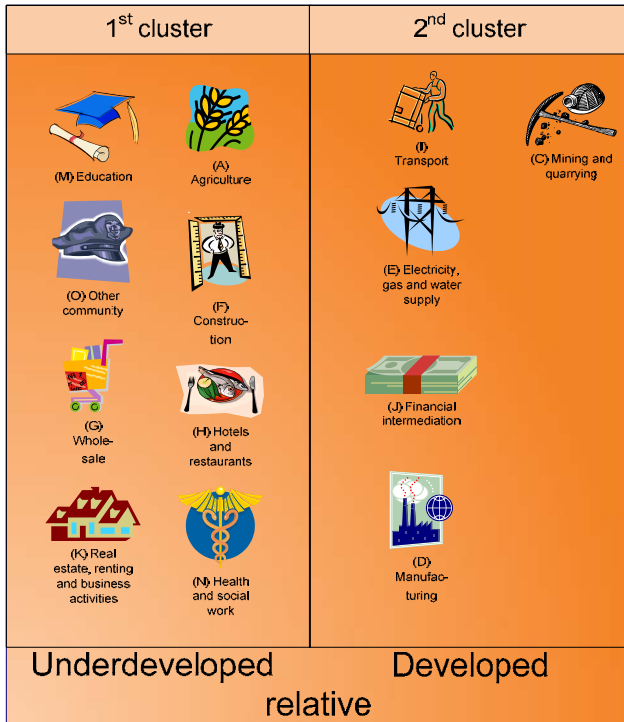 1st cluster
2nd cluster
(M) Education
(A)
Agriculture
(I)
Transport
(C) Mining and
quarrying
(O) Other
community
(F)
Construc-
tion
(E) Electricity,
gas and water
supply
(G)
Whole-
sale
(H) Hotels
and
restaurants
(J) Financial
intermediation
(K) Real
estate, renting
and business
activities
(N) Health
and social
work
(D)
Manufac-
turing
Underdeveloped
Developed
relative